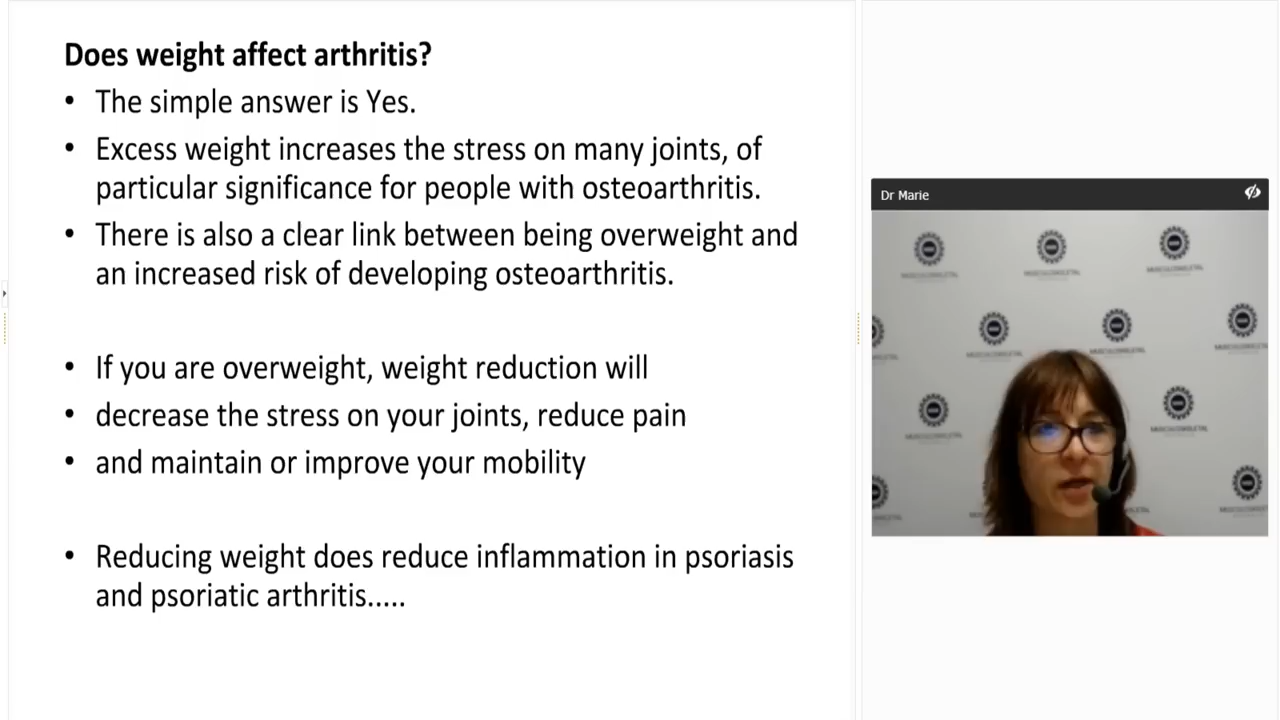 Does weight affect arthritis?
• The simple answer is Yes.
• Excess weight increases the stress on many joints, of
particular significance for people with osteoarthritis.
• There is also a clear link between being overweight and
an increased risk of developing osteoarthritis.
• If you are overweight, weight reduction will
• decrease the stress on your joints, reduce pain
• and maintain or improve your mobility
• Reducing weight does reduce inflammation in psoriasis
and psoriatic arthritis.....
Dr Marie